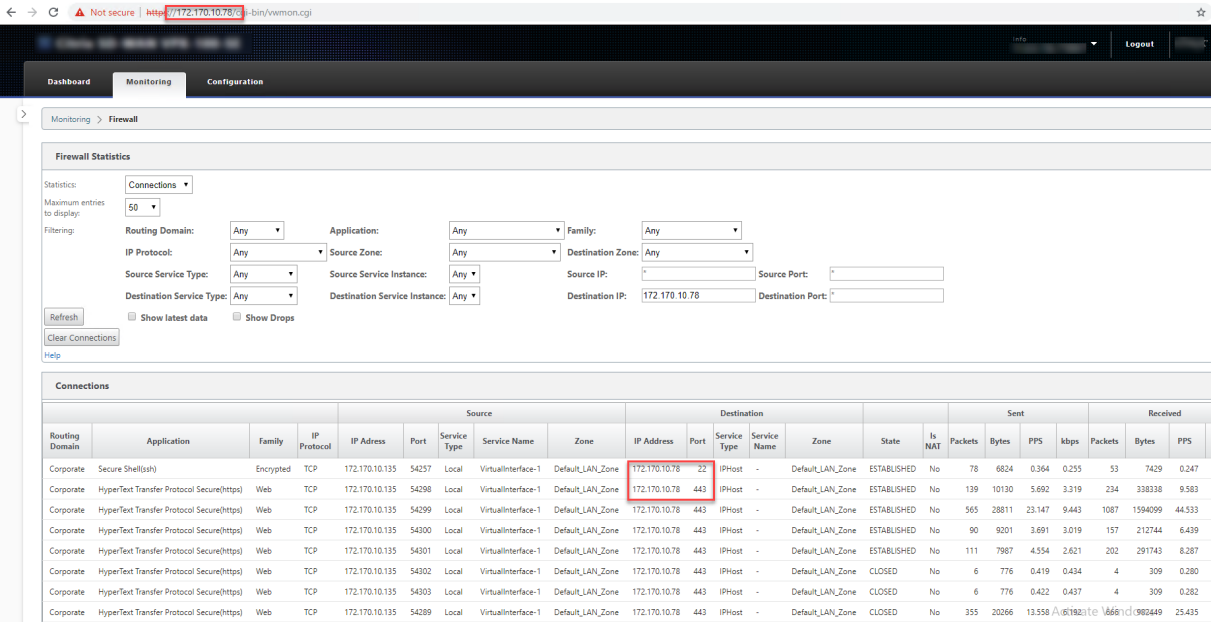 Not secure | https://172.170.10.78/cgi-bin/vwmon.cgi
Info
Logout
Dashboard Monitoring Configuration
Monitoring > Firewall
Firewall Statistics
Statistics: Connections
Maximum entries to display: 50
Filtering: Routing Domain: Any Application: Any Family: Any
IP Protocol: Any Source Zone: Any Destination Zone: Any
Source Service Type: Any Source Service Instance: Any Source IP: * Source Port: *
Destination Service Type: Any Destination Service Instance: Any Destination IP: 172.170.10.78 Destination Port: *
Refresh Show latest data Show Drops
Clear Connections
Help
Connections
Source Destination Sent Received
Routing Domain Application Family IP Protocol IP Adress Port Service Type Service Name Zone IP Address Port Service Type Service Name Zone State Is NAT Packets Bytes PPS kbps Packets Bytes PPS
Corporate Secure Shell(ssh) Encrypted TCP 172.170.10.135 54257 Local VirtualInterface-1 Default_LAN_Zone 172.170.10.78 22 IPHost - Default_LAN_Zone ESTABLISHED No 78 6824 0.364 0.255 53 7429 0.247
Corporate HyperText Transfer Protocol Secure(https) Web TCP 172.170.10.135 54298 Local VirtualInterface-1 Default_LAN_Zone 172.170.10.78 443 IPHost - Default_LAN_Zone ESTABLISHED No 139 10130 5.692 3.319 234 338338 9.583
Corporate HyperText Transfer Protocol Secure(https) Web TCP 172.170.10.135 54299 Local VirtualInterface-1 Default_LAN_Zone 172.170.10.78 443 IPHost - Default_LAN_Zone ESTABLISHED No 565 28811 23.147 9.443 1087 1594099 44.533
Corporate HyperText Transfer Protocol Secure(https) Web TCP 172.170.10.135 54300 Local VirtualInterface-1 Default_LAN_Zone 172.170.10.78 443 IPHost - Default_LAN_Zone ESTABLISHED No 90 9201 3.691 3.019 157 212744 6.439
Corporate HyperText Transfer Protocol Secure(https) Web TCP 172.170.10.135 54301 Local VirtualInterface-1 Default_LAN_Zone 172.170.10.78 443 IPHost - Default_LAN_Zone ESTABLISHED No 111 7987 4.554 2.621 202 291743 8.287
Corporate HyperText Transfer Protocol Secure(https) Web TCP 172.170.10.135 54302 Local VirtualInterface-1 Default_LAN_Zone 172.170.10.78 443 IPHost - Default_LAN_Zone CLOSED No 6 776 0.419 0.434 4 309 0.280
Corporate HyperText Transfer Protocol Secure(https) Web TCP 172.170.10.135 54303 Local VirtualInterface-1 Default_LAN_Zone 172.170.10.78 443 IPHost - Default_LAN_Zone CLOSED No 6 776 0.422 0.437 4 309 0.282
Corporate HyperText Transfer Protocol Secure(https) Web TCP 172.170.10.135 54289 Local VirtualInterface-1 Default_LAN_Zone 172.170.10.78 443 IPHost - Default_LAN_Zone CLOSED No 355 20266 13.558 6.192 666 982449 25.435